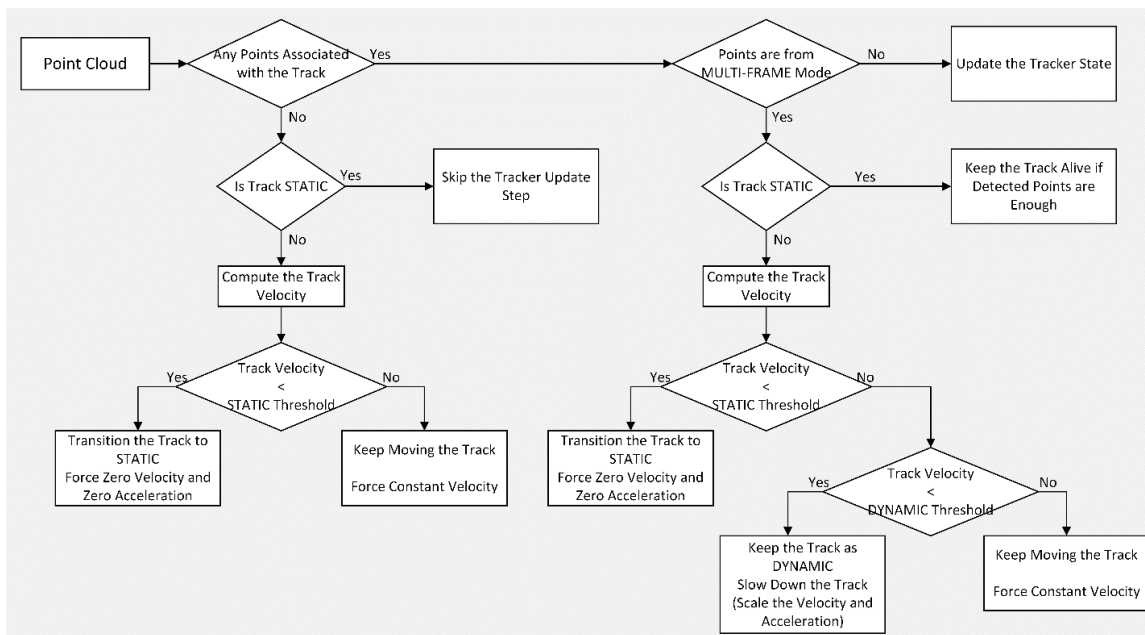 Point Cloud
Any Points Associated
with the Track
Yes
Points are from
MULTI-FRAME Mode
No
Update the Tracker State
No
Yes
Is Track STATIC
Yes
Skip the Tracker Update
Step
Is Track STATIC
Yes
Keep the Track Alive if
Detected Points are
Enough
No
No
Compute the Track
Velocity
Compute the Track
Velocity
Track Velocity
<
STATIC Threshold
Yes
No
Track Velocity
<
STATIC Threshold
Yes
No
Transition the Track to
STATIC
Force Zero Velocity and
Zero Acceleration
Keep Moving the Track
Force Constant Velocity
Transition the Track to
STATIC
Force Zero Velocity and
Zero Acceleration
Track Velocity
<
DYNAMIC Threshold
Yes
No
Keep the Track as
DYNAMIC
Slow Down the Track
(Scale the Velocity and
Acceleration)
Keep Moving the Track
Force Constant Velocity